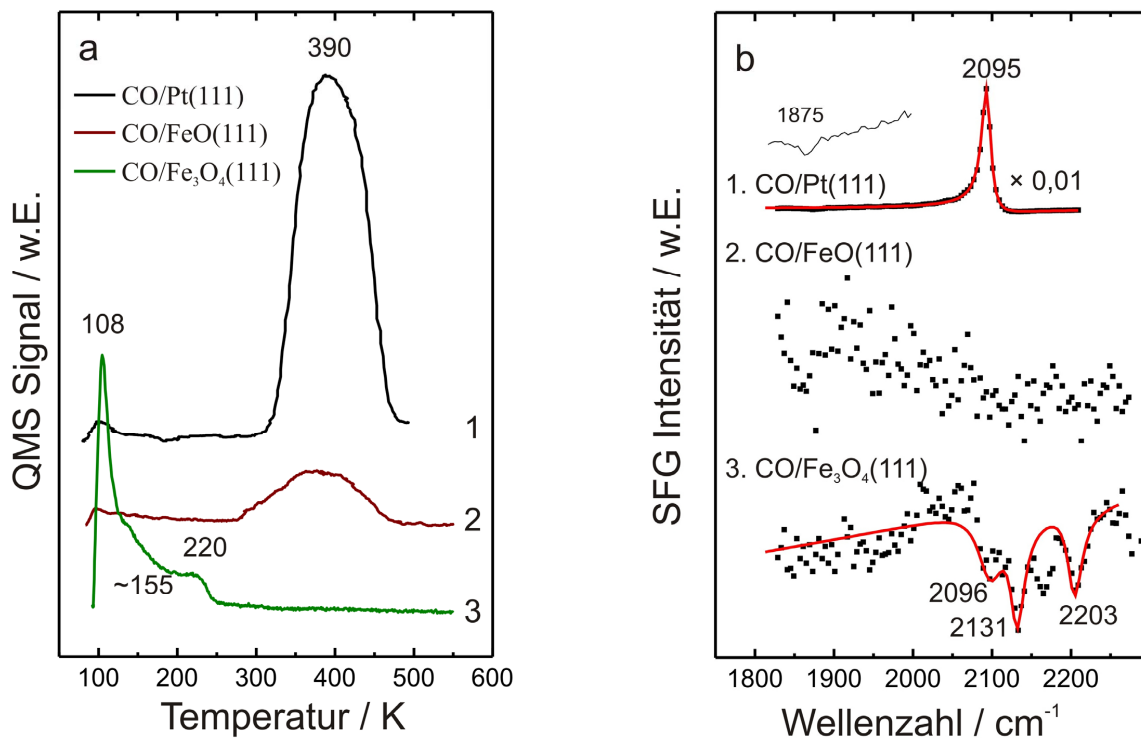 a
390
CO/Pt(111)
CO/FeO(111)
CO/Fe₃O₄(111)
108
220
~155
1
2
3
QMS Signal / w.E.
100 200 300 400 500 600
Temperatur / K
b
2095
1875
1. CO/Pt(111)
× 0,01
2. CO/FeO(111)
3. CO/Fe₃O₄(111)
2096
2131
2203
SFG Intensität / w.E.
1800 1900 2000 2100 2200
Wellenzahl / cm⁻¹